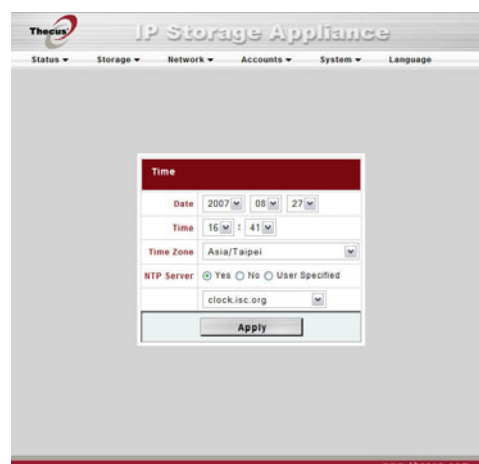 Thecus
IP Storage Appliance
Status Storage Network Accounts System Language
Time
Date 2007 08 27
Time 16 : 41
Time Zone Asia/Taipei
NTP Server Yes No User Specified
clock.isc.org
Apply